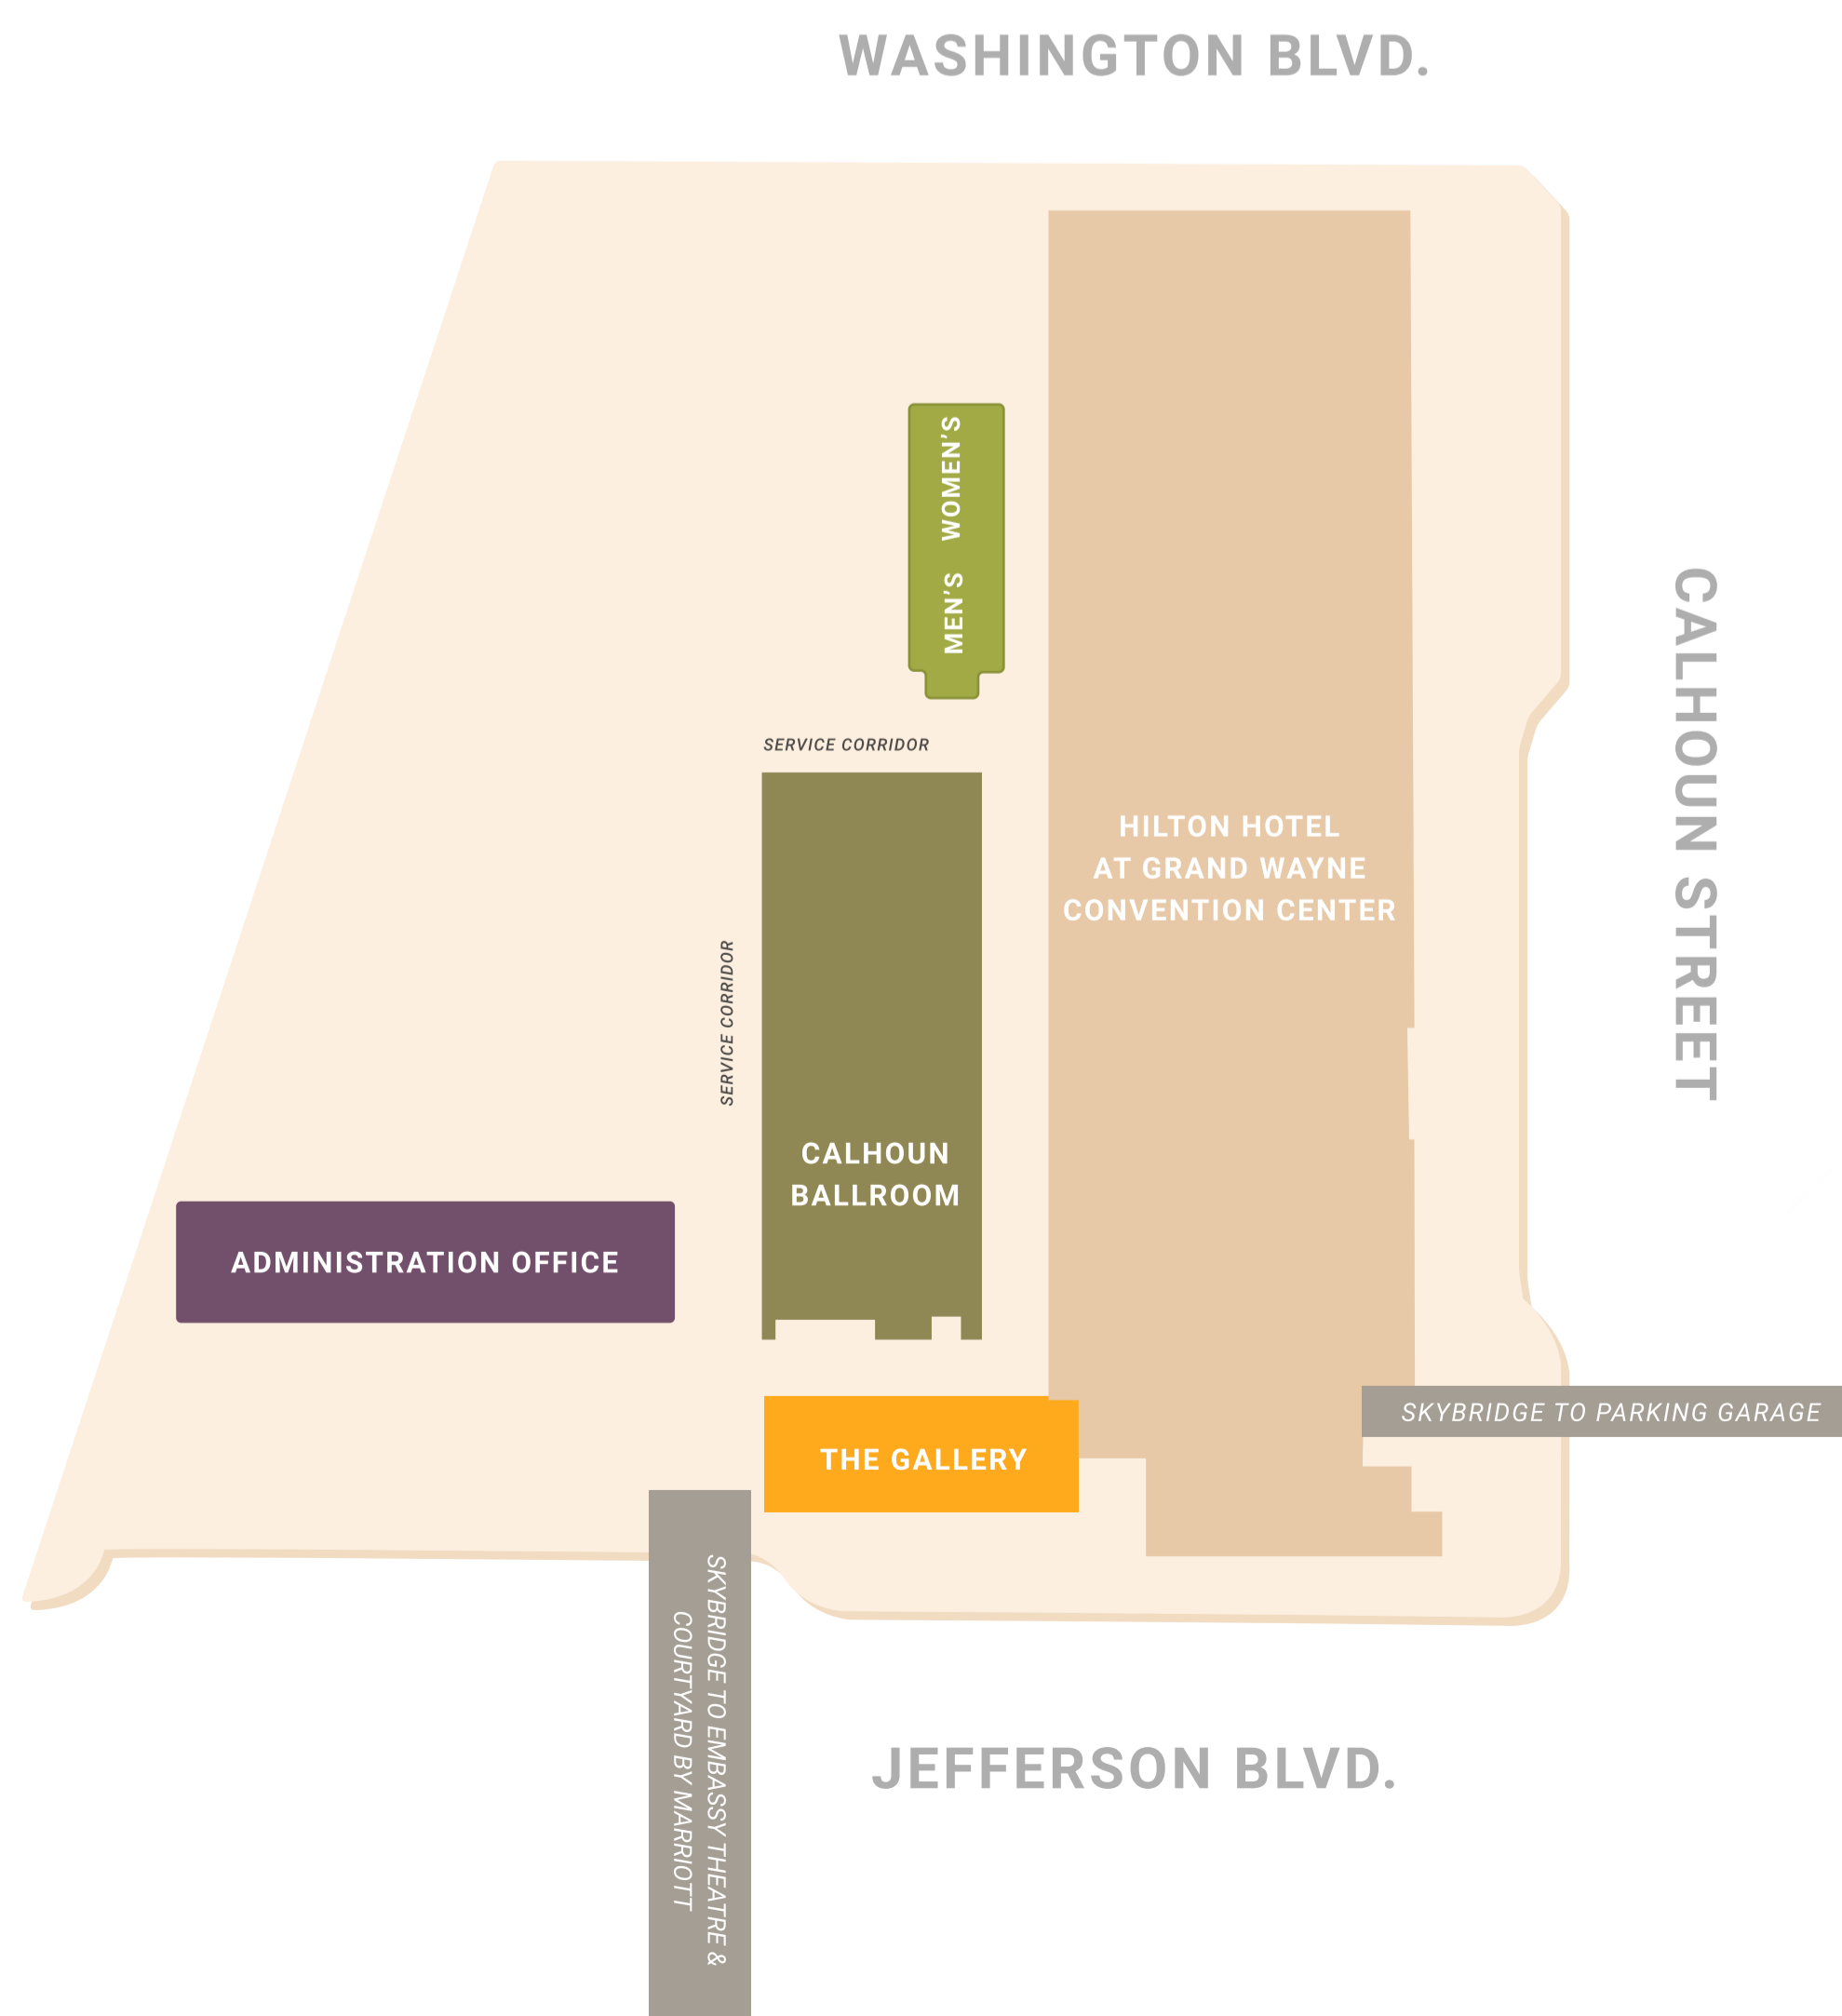 WASHINGTON BLVD.
WOMEN'S
MEN'S
SERVICE CORRIDOR
HILTON HOTEL
AT GRAND WAYNE
CONVENTION CENTER
CALHOUN STREET
SERVICE CORRIDOR
CALHOUN
BALLROOM
ADMINISTRATION OFFICE
SKYBRIDGE TO PARKING GARAGE
THE GALLERY
SKYBRIDGE TO EMBASSY THEATRE &
COURTYARD BY MARRIOTT
JEFFERSON BLVD.